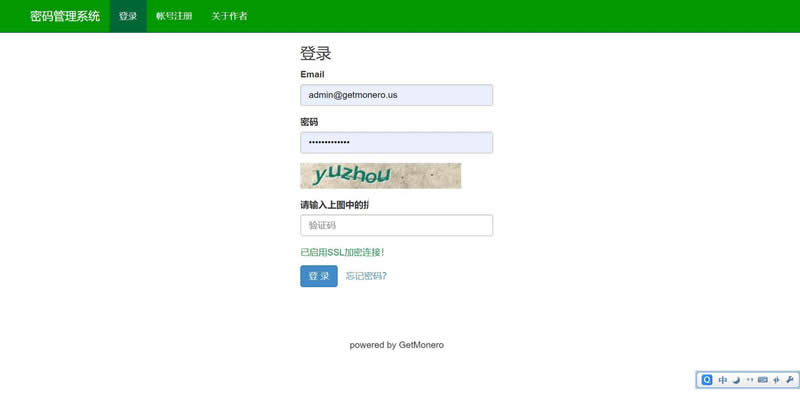 密码管理系统 登录 帐号注册 关于作者
登录
Email
admin@getmonero.us
密码
•••••••••••••
yuzhou
请输入上图中的
验证码
已启用SSL加密连接！
登 录 忘记密码?
powered by GetMonero
中